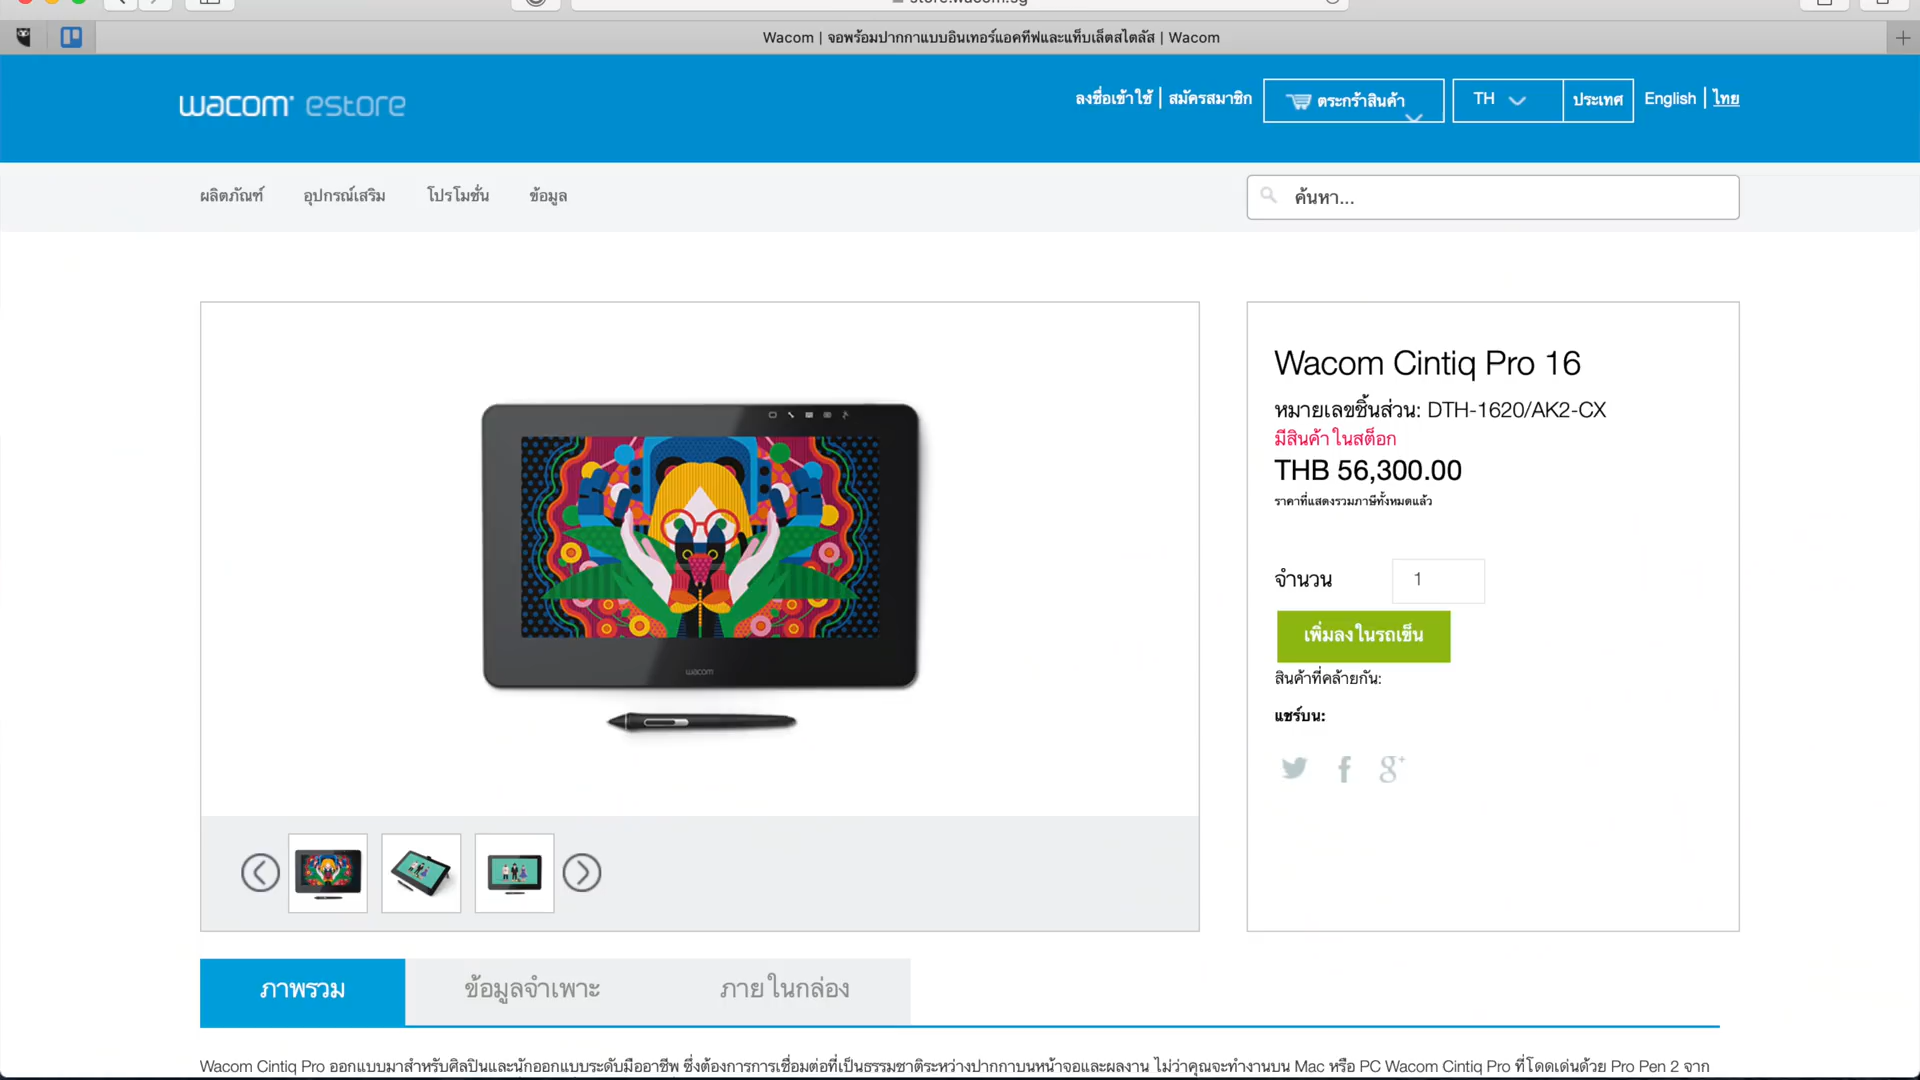 Wacom | จอพร้อมปากกาแบบอินเทอร์แอคทีฟและแท็บเล็ตสไตลัส | Wacom
wacom estore
ลงชื่อเข้าใช้ | สมัครสมาชิก
ตระกร้าสินค้า
TH
ประเทศ
English | ไทย
ผลิตภัณฑ์
อุปกรณ์เสริม
โปรโมชั่น
ข้อมูล
ค้นหา...
Wacom Cintiq Pro 16
หมายเลขชิ้นส่วน: DTH-1620/AK2-CX
มีสินค้าในสต็อก
THB 56,300.00
ราคาที่แสดงรวมภาษีทั้งหมดแล้ว
จำนวน 1
เพิ่มลงในรถเข็น
สินค้าที่คล้ายกัน:
แชร์บน:
wacom
ภาพรวม
ข้อมูลจำเพาะ
ภายในกล่อง
Wacom Cintiq Pro ออกแบบมาสำหรับศิลปินและนักออกแบบระดับมืออาชีพ ซึ่งต้องการการเชื่อมต่อที่เป็นธรรมชาติระหว่างปากกาบนหน้าจอและผลงาน ไม่ว่าคุณจะทำงานบน Mac หรือ PC Wacom Cintiq Pro ที่โดดเด่นด้วย Pro Pen 2 จาก